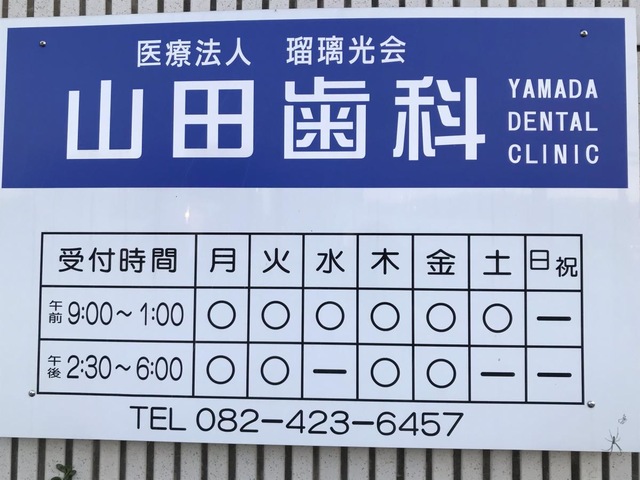 医療法人 瑠璃光会
山田歯科
YAMADA
DENTAL
CLINIC
受付時間 月 火 水 木 金 土 日祝
午前 9:00～1:00 ○ ○ ○ ○ ○ ○ ー
午後 2:30～6:00 ○ ○ ー ○ ○ ー ー
TEL 082-423-6457